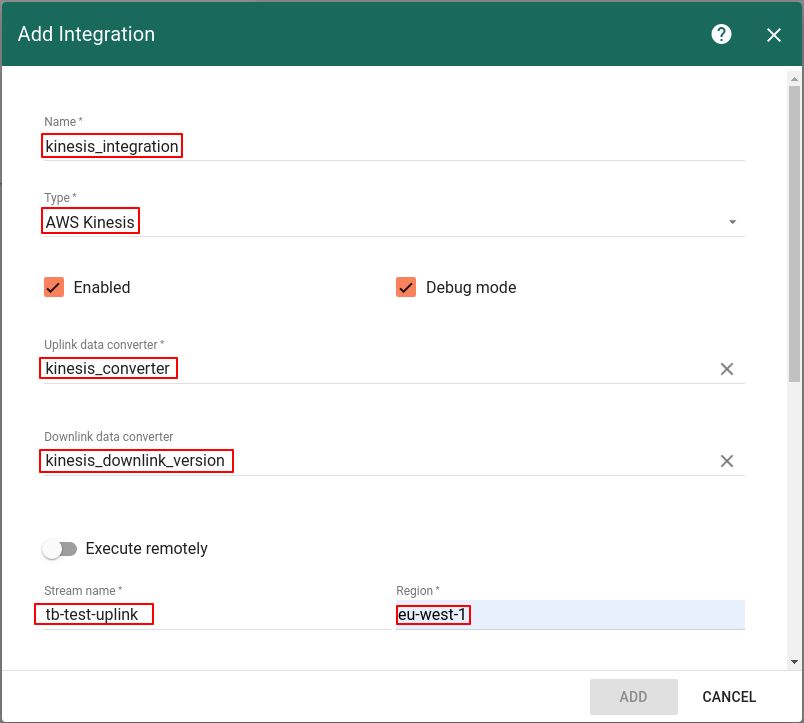 Add Integration
Name *
kinesis_integration
Type *
AWS Kinesis
Enabled Debug mode
Uplink data converter *
kinesis_converter
Downlink data converter
kinesis_downlink_version
Execute remotely
Stream name * Region *
tb-test-uplink eu-west-1
ADD CANCEL